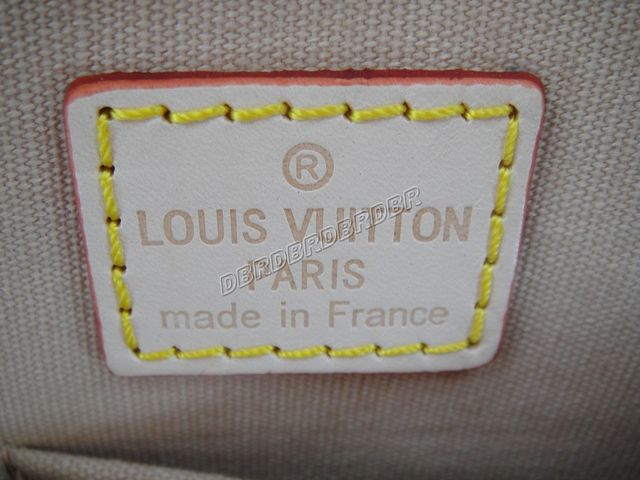 ®
LOUIS VUITTON
DBRDBRDBRDBR
PARIS
made in France